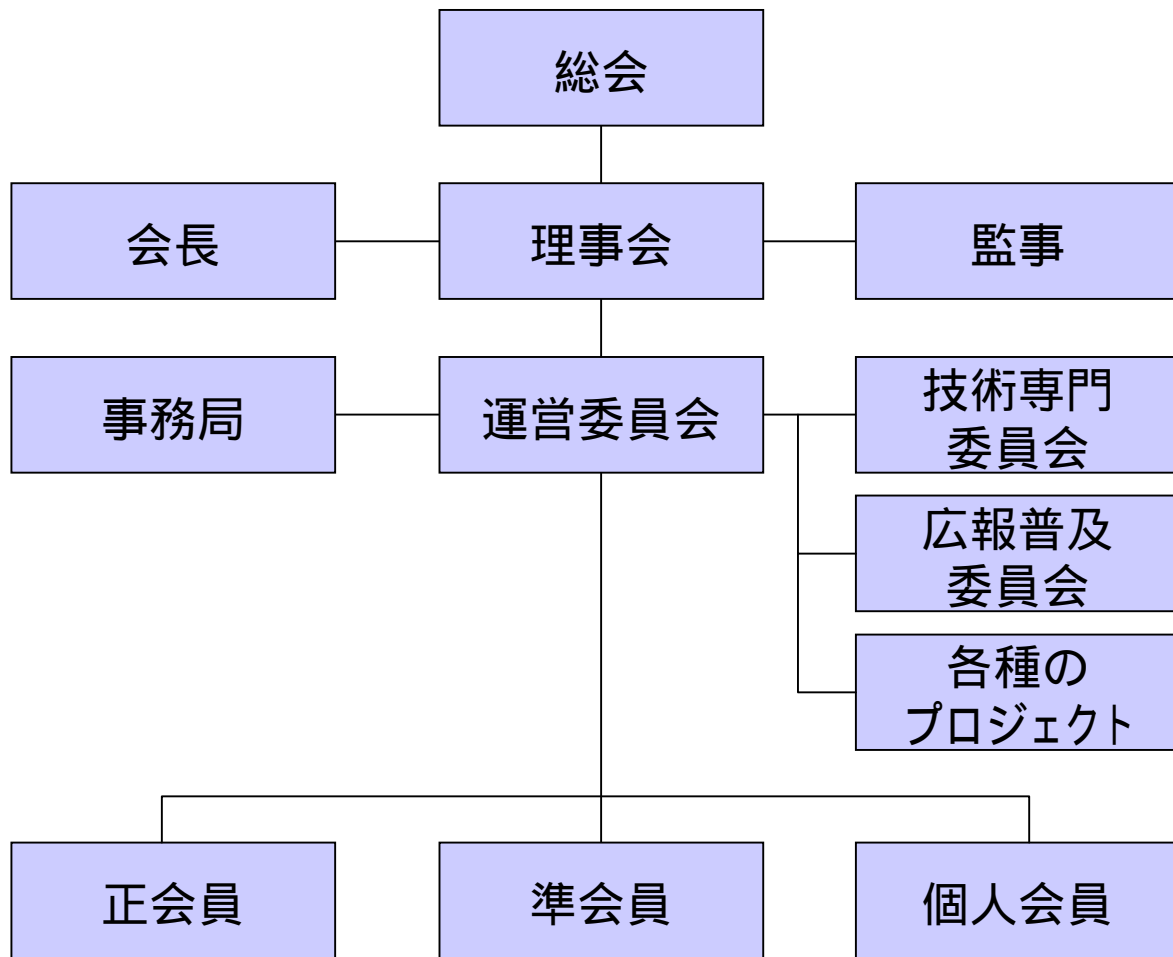 総会
会長
理事会
監事
事務局
運営委員会
技術専門
委員会
広報普及
委員会
各種の
プロジェクト
正会員
準会員
個人会員